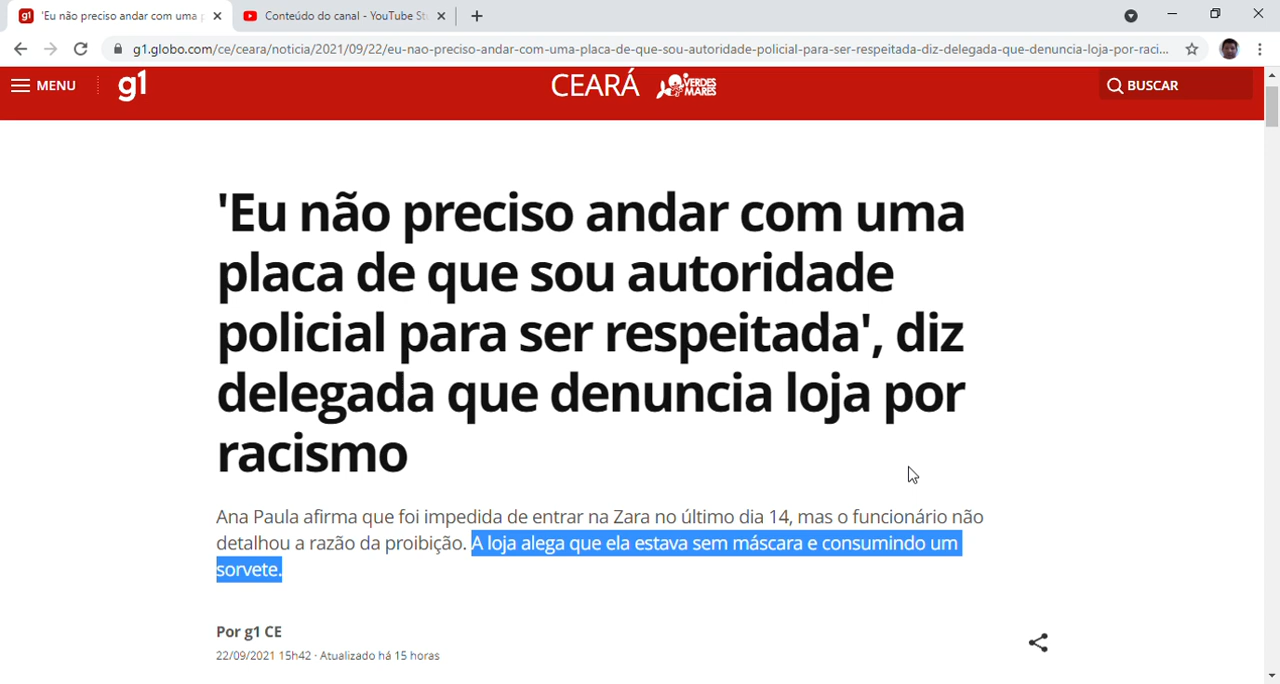 'Eu não preciso andar com uma p
Conteúdo do canal - YouTube St
g1.globo.com/ce/ceara/noticia/2021/09/22/eu-nao-preciso-andar-com-uma-placa-de-que-sou-autoridade-policial-para-ser-respeitada-diz-delegada-que-denuncia-loja-por-raci...
MENU
g1
CEARÁ
VERDES
MARES
BUSCAR
'Eu não preciso andar com uma
placa de que sou autoridade
policial para ser respeitada', diz
delegada que denuncia loja por
racismo
Ana Paula afirma que foi impedida de entrar na Zara no último dia 14, mas o funcionário não
detalhou a razão da proibição. A loja alega que ela estava sem máscara e consumindo um
sorvete.
Por g1 CE
22/09/2021 15h42 · Atualizado há 15 horas